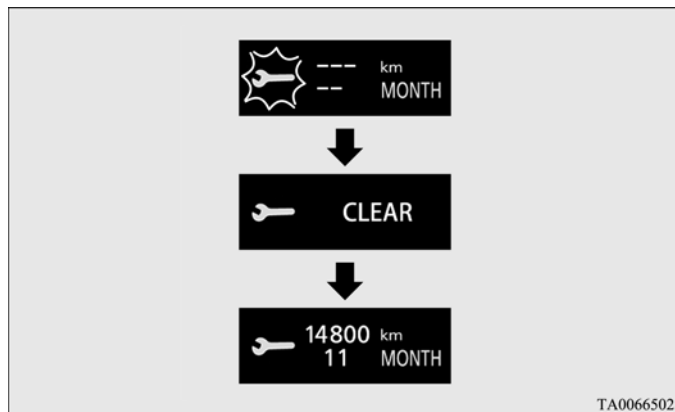 --- km
-- MONTH
CLEAR
14800 km
11 MONTH
TA0066502